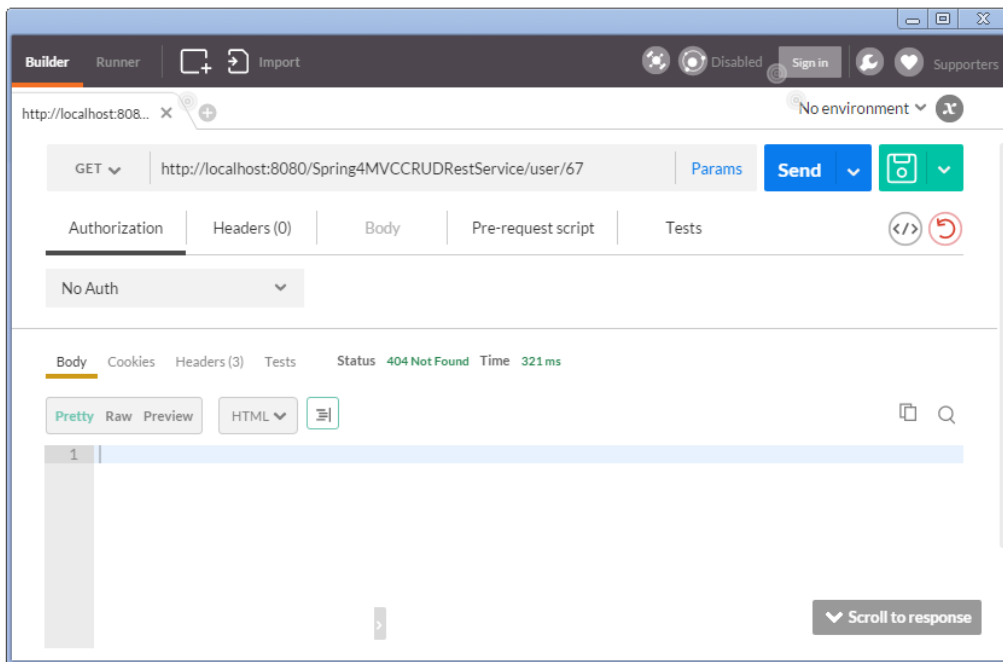 Builder Runner Import Disabled Sign in Supporters
http://localhost:808... No environment
GET http://localhost:8080/Spring4MVCCRUDRestService/user/67 Params Send
Authorization Headers (0) Body Pre-request script Tests
No Auth
Body Cookies Headers (3) Tests Status 404 Not Found Time 321 ms
Pretty Raw Preview HTML
1
Scroll to response